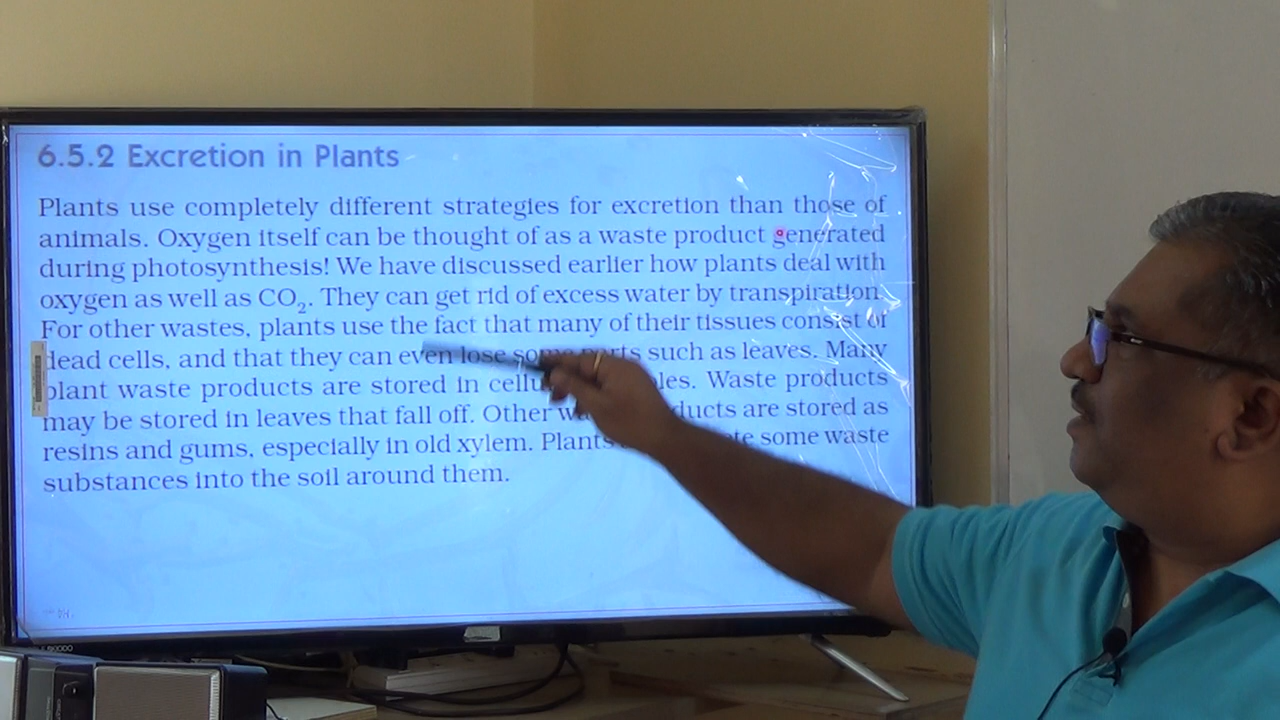 6.5.2 Excretion in Plants
Plants use completely different strategies for excretion than those of
animals. Oxygen itself can be thought of as a waste product generated
during photosynthesis! We have discussed earlier how plants deal with
oxygen as well as CO₂. They can get rid of excess water by transpiration.
For other wastes, plants use the fact that many of their tissues consist of
dead cells, and that they can even lose some parts such as leaves. Many
plant waste products are stored in cellu les. Waste products
may be stored in leaves that fall off. Other wa ducts are stored as
resins and gums, especially in old xylem. Plants te some waste
substances into the soil around them.